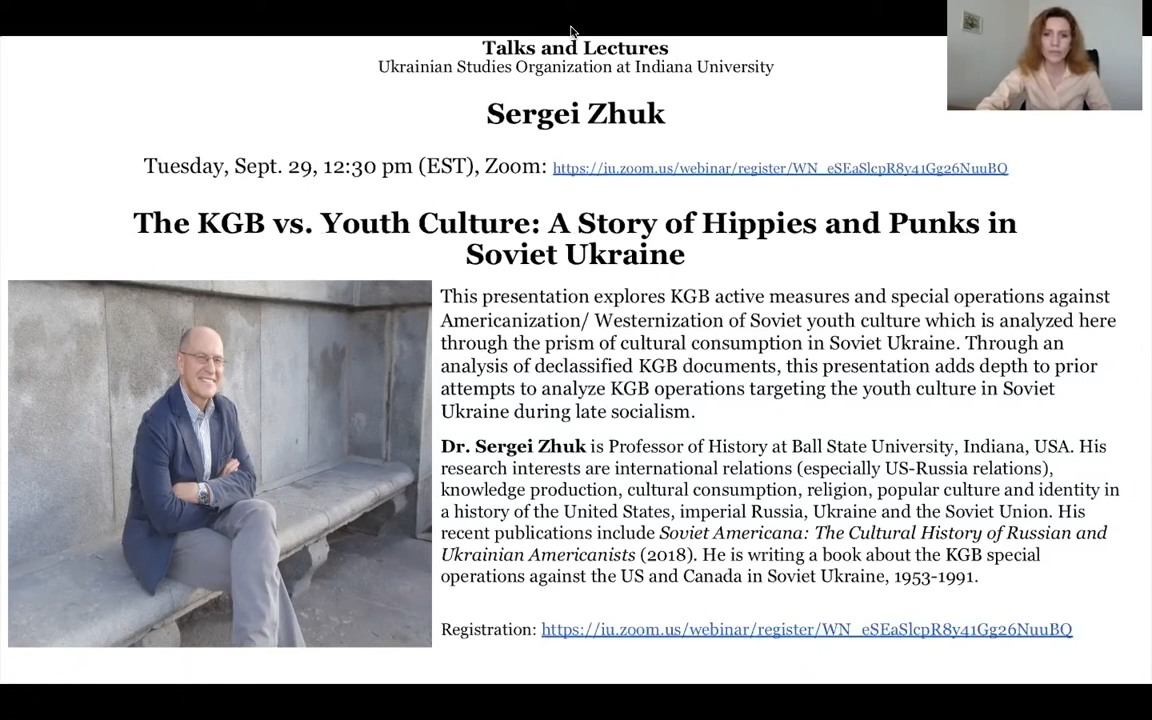 Talks and Lectures
Ukrainian Studies Organization at Indiana University
Sergei Zhuk
Tuesday, Sept. 29, 12:30 pm (EST), Zoom: https://iu.zoom.us/webinar/register/WN_eSEaSlcpR8y41Gg26NuuBQ
The KGB vs. Youth Culture: A Story of Hippies and Punks in
Soviet Ukraine
This presentation explores KGB active measures and special operations against
Americanization/ Westernization of Soviet youth culture which is analyzed here
through the prism of cultural consumption in Soviet Ukraine. Through an
analysis of declassified KGB documents, this presentation adds depth to prior
attempts to analyze KGB operations targeting the youth culture in Soviet
Ukraine during late socialism.
Dr. Sergei Zhuk is Professor of History at Ball State University, Indiana, USA. His
research interests are international relations (especially US-Russia relations),
knowledge production, cultural consumption, religion, popular culture and identity in
a history of the United States, imperial Russia, Ukraine and the Soviet Union. His
recent publications include Soviet Americana: The Cultural History of Russian and
Ukrainian Americanists (2018). He is writing a book about the KGB special
operations against the US and Canada in Soviet Ukraine, 1953-1991.
Registration: https://iu.zoom.us/webinar/register/WN_eSEaSlcpR8y41Gg26NuuBQ